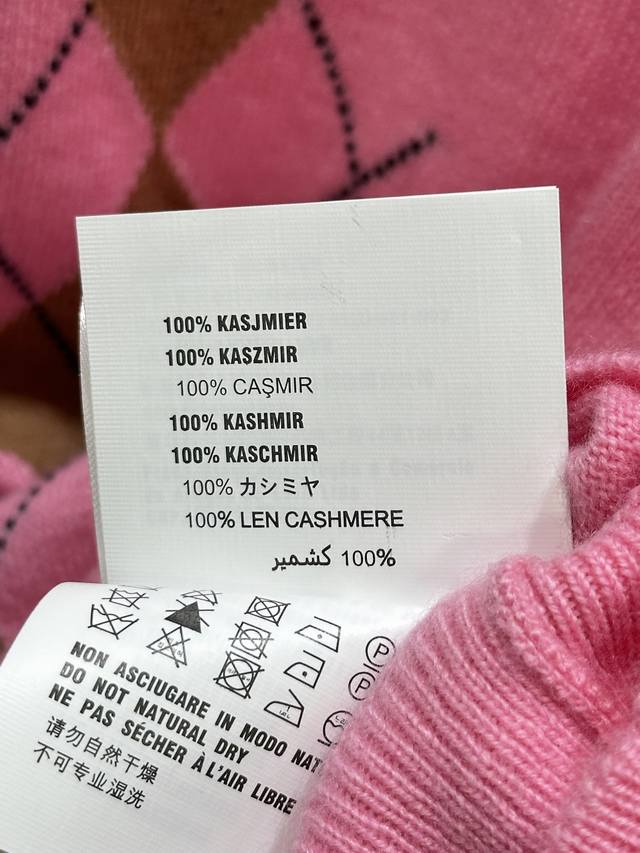 100% KASJMIER
100% KASZMIR
100% CAŞMIR
100% KASHMIR
100% KASCHMIR
100% カシミヤ
100% LEN CASHMERE
100% كشمير
P
P
NON ASCIUGARE IN MODO
DO NOT NATURAL DRY
NE PAS SÉCHER À L'AIR LIBRE
请勿自然干燥
不可专业湿洗